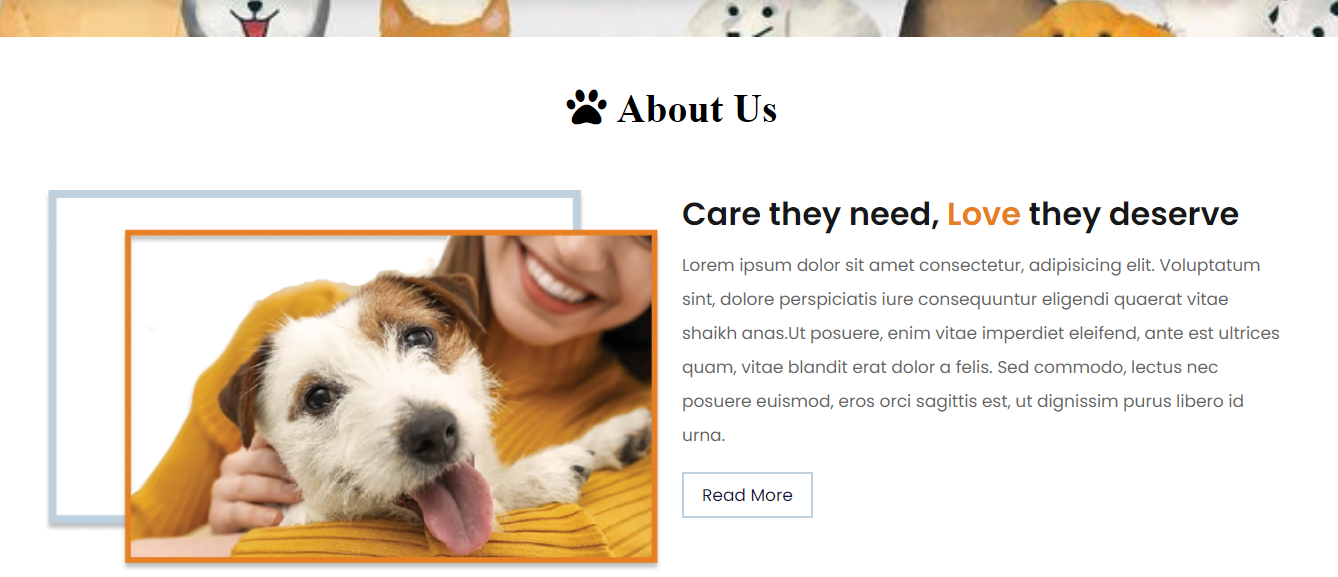 About Us
Care they need, Love they deserve
Lorem ipsum dolor sit amet consectetur, adipisicing elit. Voluptatum
sint, dolore perspiciatis iure consequuntur eligendi quaerat vitae
shaikh anas.Ut posuere, enim vitae imperdiet eleifend, ante est ultrices
quam, vitae blandit erat dolor a felis. Sed commodo, lectus nec
posuere euismod, eros orci sagittis est, ut dignissim purus libero id
urna.
Read More